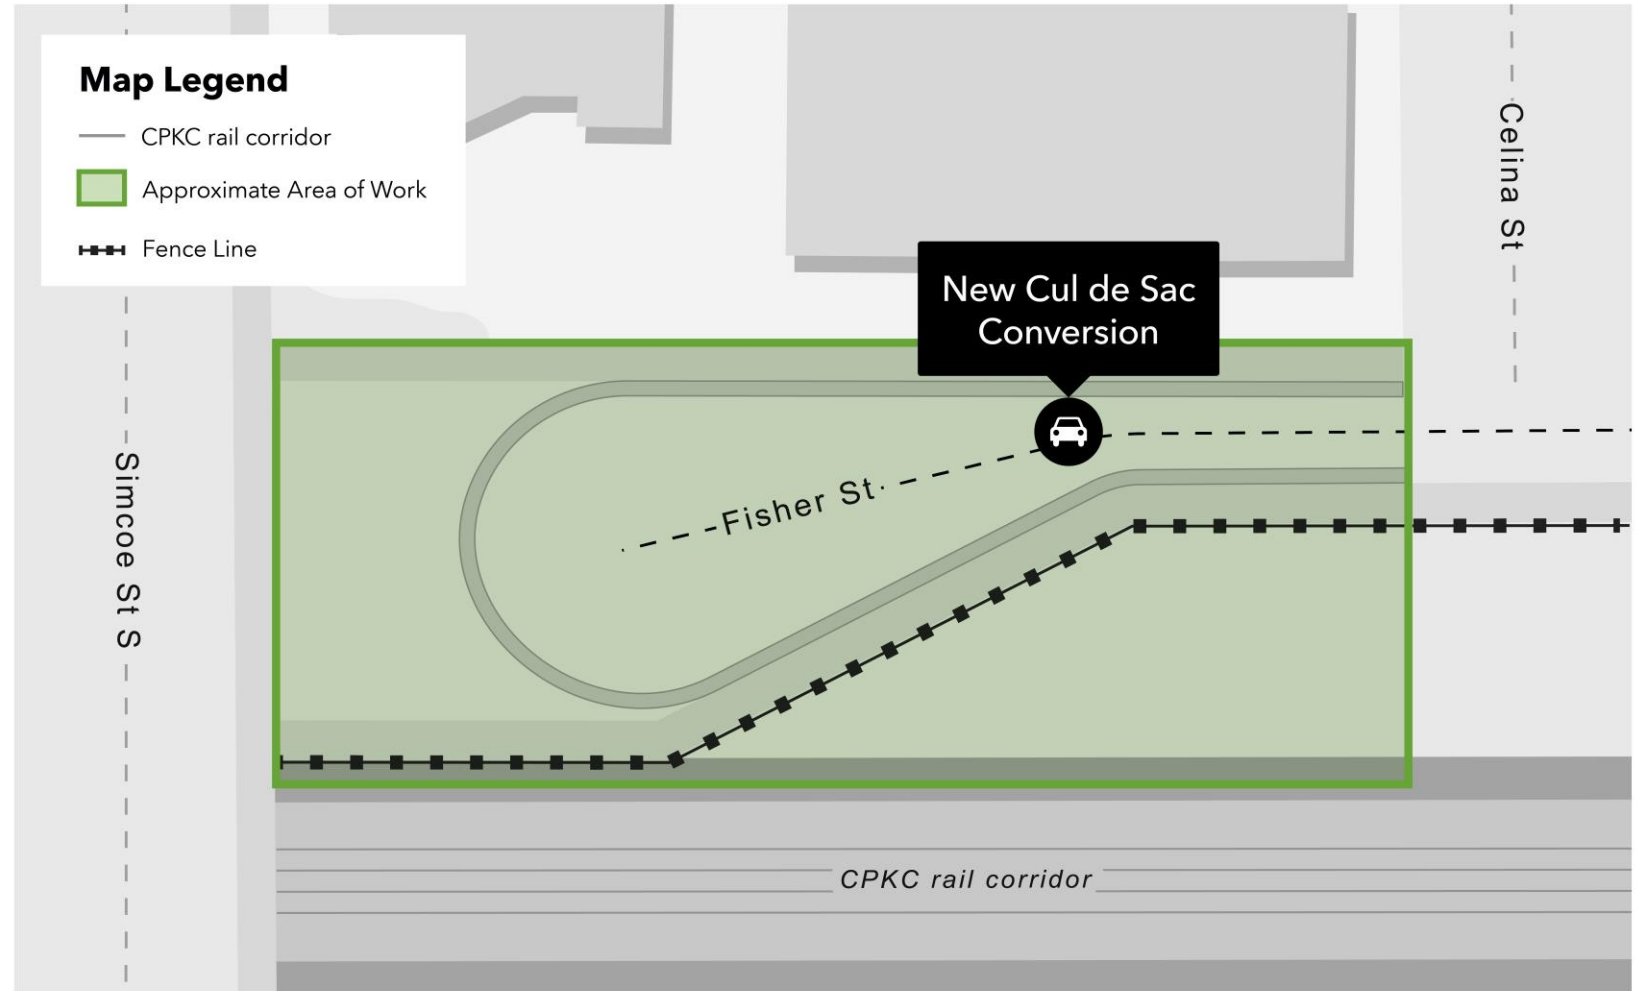 Map Legend
CPKC rail corridor
Approximate Area of Work
Fence Line
Celina St
New Cul de Sac
Conversion
Simcoe St S
Fisher St
CPKC rail corridor